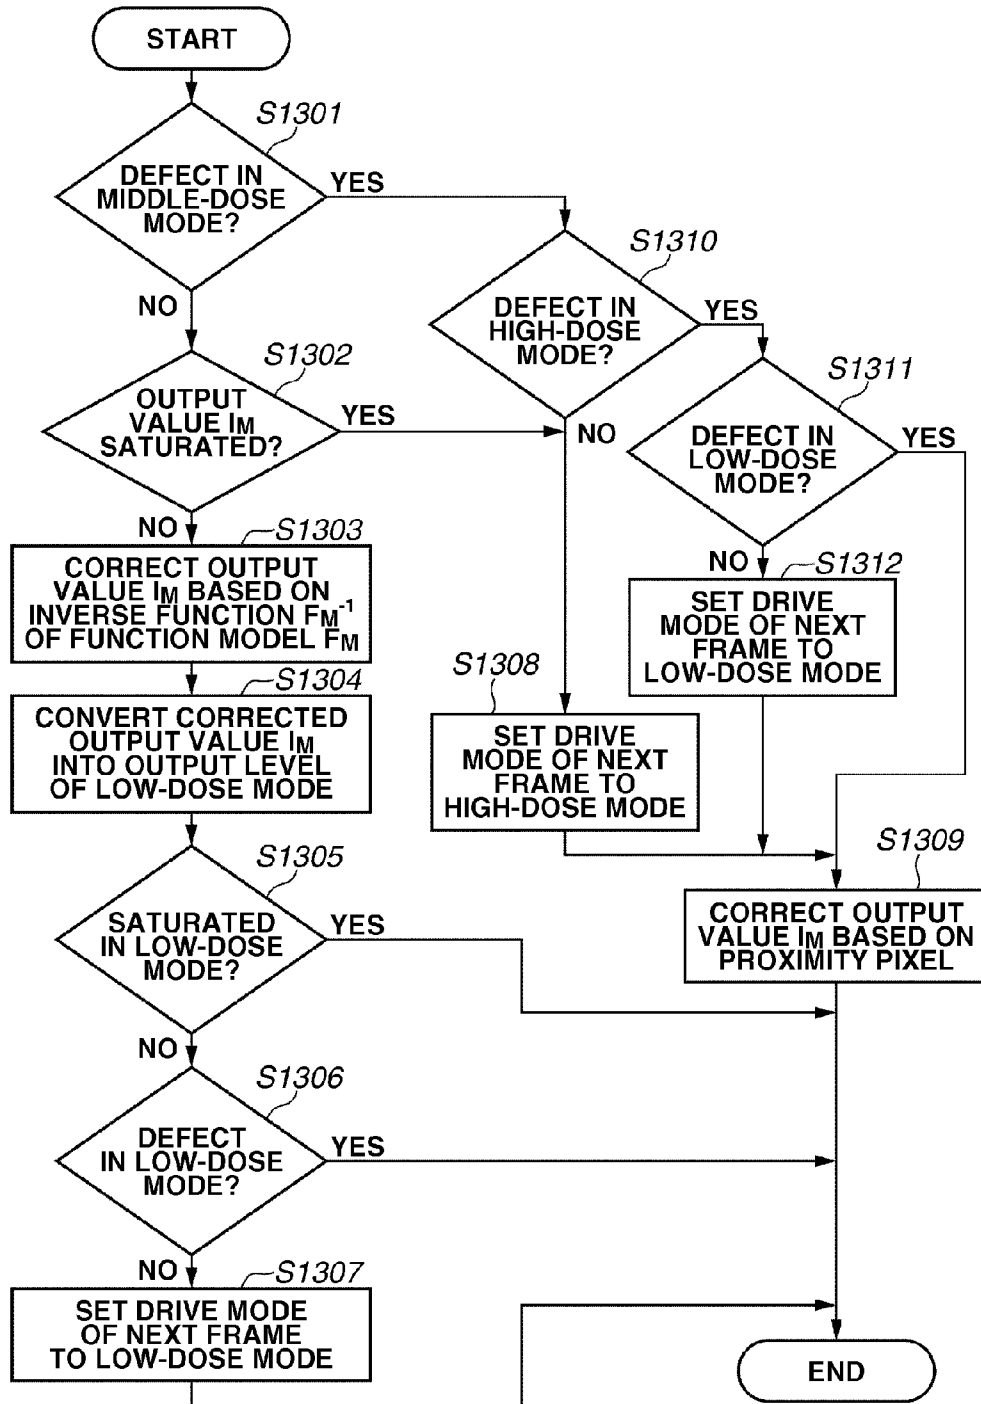 START
S1301
DEFECT IN
MIDDLE-DOSE
MODE?
YES
NO
S1310
DEFECT IN
HIGH-DOSE
MODE?
YES
NO
S1302
OUTPUT
VALUE IM
SATURATED?
YES
NO
S1311
DEFECT IN
LOW-DOSE
MODE?
YES
NO
S1303
CORRECT OUTPUT
VALUE IM BASED ON
INVERSE FUNCTION FM-1
OF FUNCTION MODEL FM
S1312
SET DRIVE
MODE OF NEXT
FRAME TO
LOW-DOSE MODE
S1304
CONVERT CORRECTED
OUTPUT VALUE IM
INTO OUTPUT LEVEL
OF LOW-DOSE MODE
S1308
SET DRIVE
MODE OF NEXT
FRAME TO
HIGH-DOSE MODE
S1305
SATURATED
IN LOW-DOSE
MODE?
YES
NO
S1309
CORRECT OUTPUT
VALUE IM BASED ON
PROXIMITY PIXEL
S1306
DEFECT
IN LOW-DOSE
MODE?
YES
NO
S1307
SET DRIVE MODE
OF NEXT FRAME
TO LOW-DOSE MODE
END